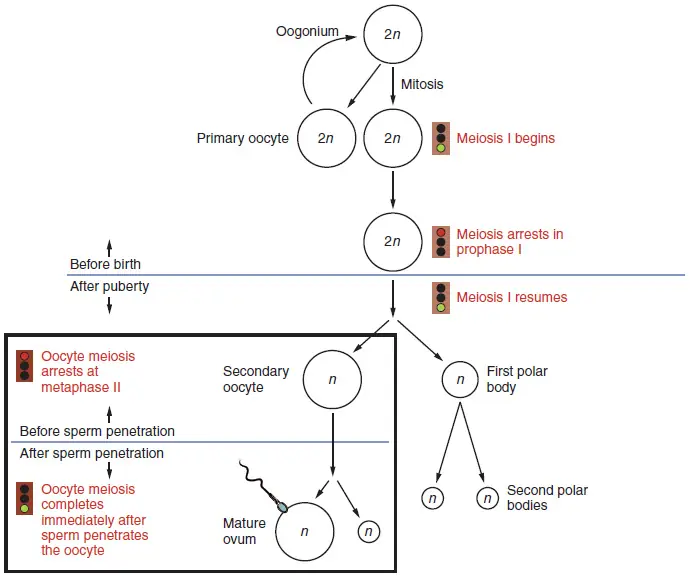 Oogonium
2n
Mitosis
Primary oocyte
2n
2n
Meiosis I begins
2n
Meiosis arrests in
prophase I
Before birth
After puberty
Meiosis I resumes
Oocyte meiosis
arrests at
metaphase II
Secondary
oocyte
n
n
First polar
body
Before sperm penetration
After sperm penetration
Oocyte meiosis
completes
immediately after
sperm penetrates
the oocyte
Mature
ovum
n
n
n
n
Second polar
bodies